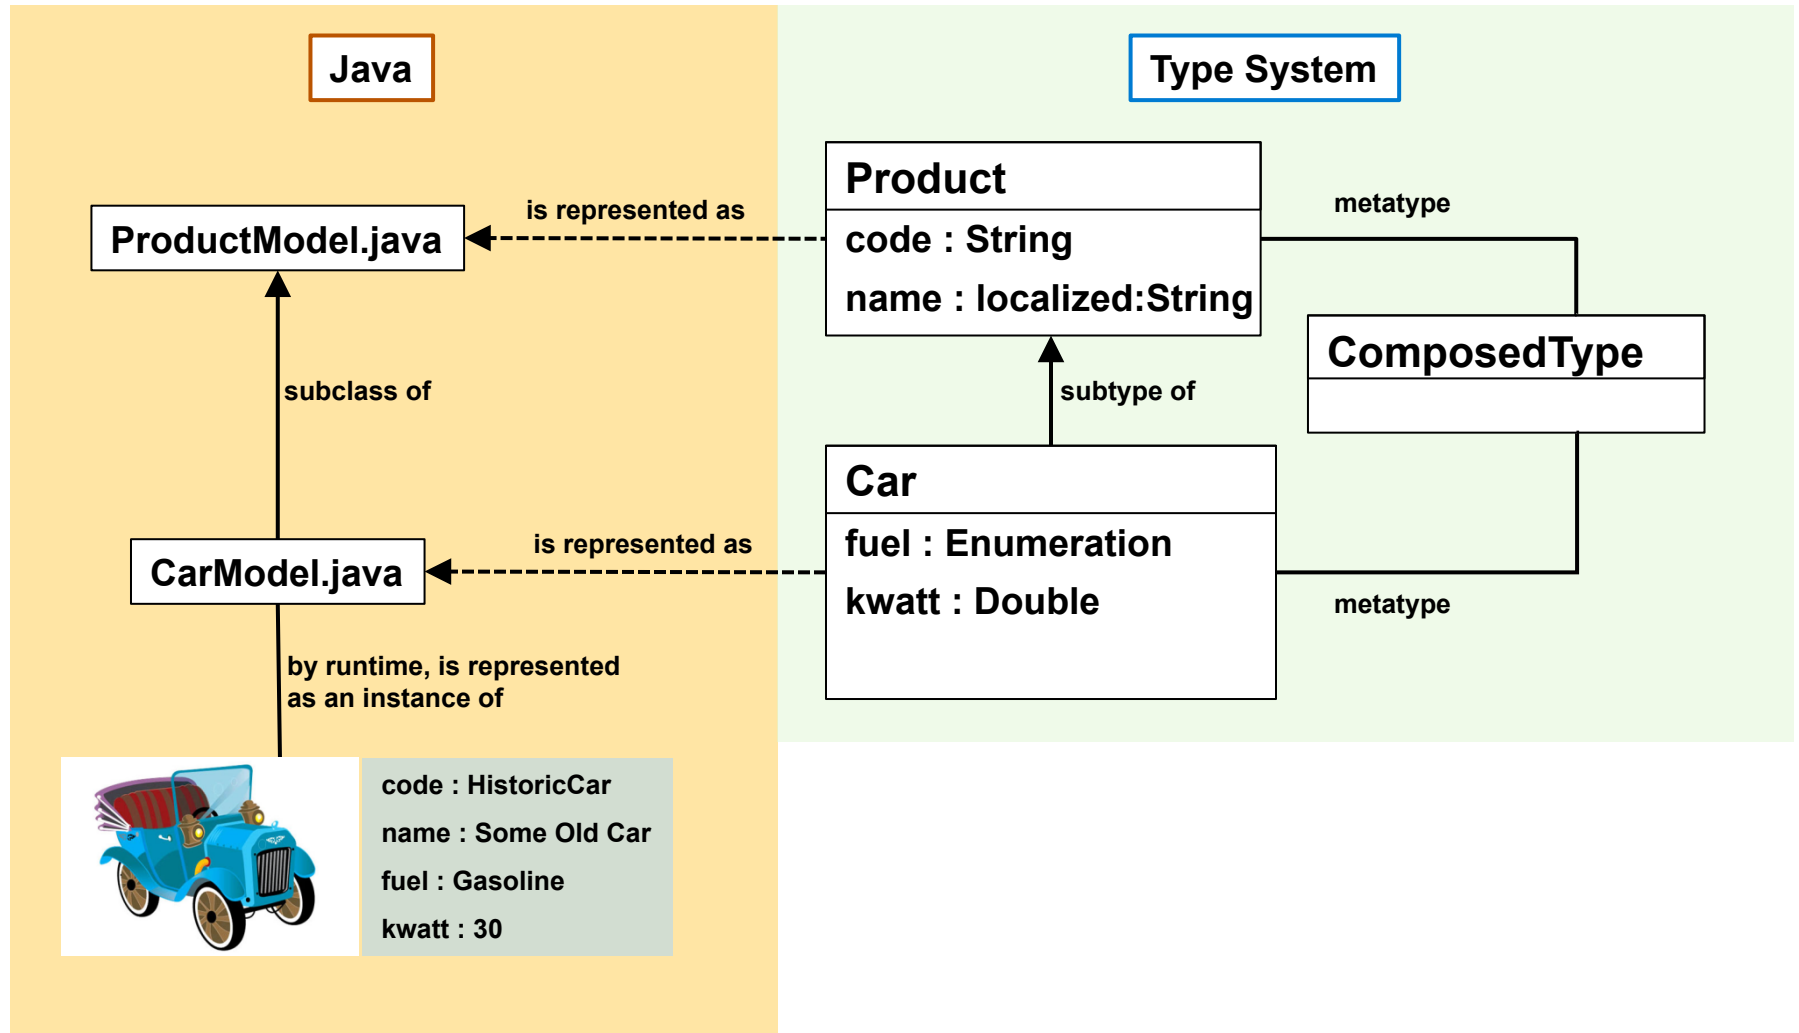 Java
Type System
Product
code : String
name : localized:String
is represented as
metatype
ProductModel.java
ComposedType
subclass of
subtype of
Car
fuel : Enumeration
kwatt : Double
is represented as
CarModel.java
metatype
by runtime, is represented
as an instance of
code : HistoricCar
name : Some Old Car
fuel : Gasoline
kwatt : 30